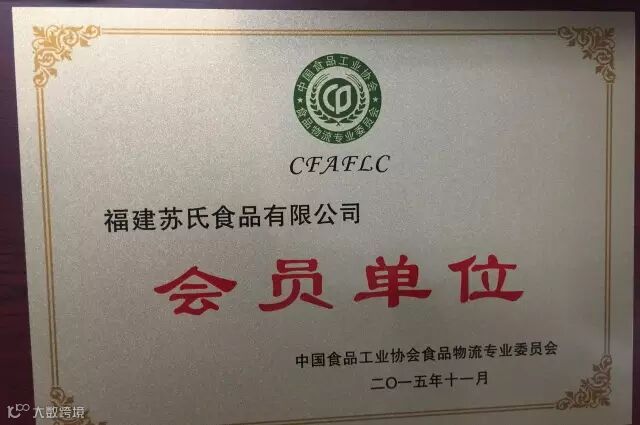 中国食品工业协会
食品物流专业委员会
CFAFLC
福建苏氏食品有限公司
会员单位
中国食品工业协会食品物流专业委员会
二〇一五年十一月
大数跨境